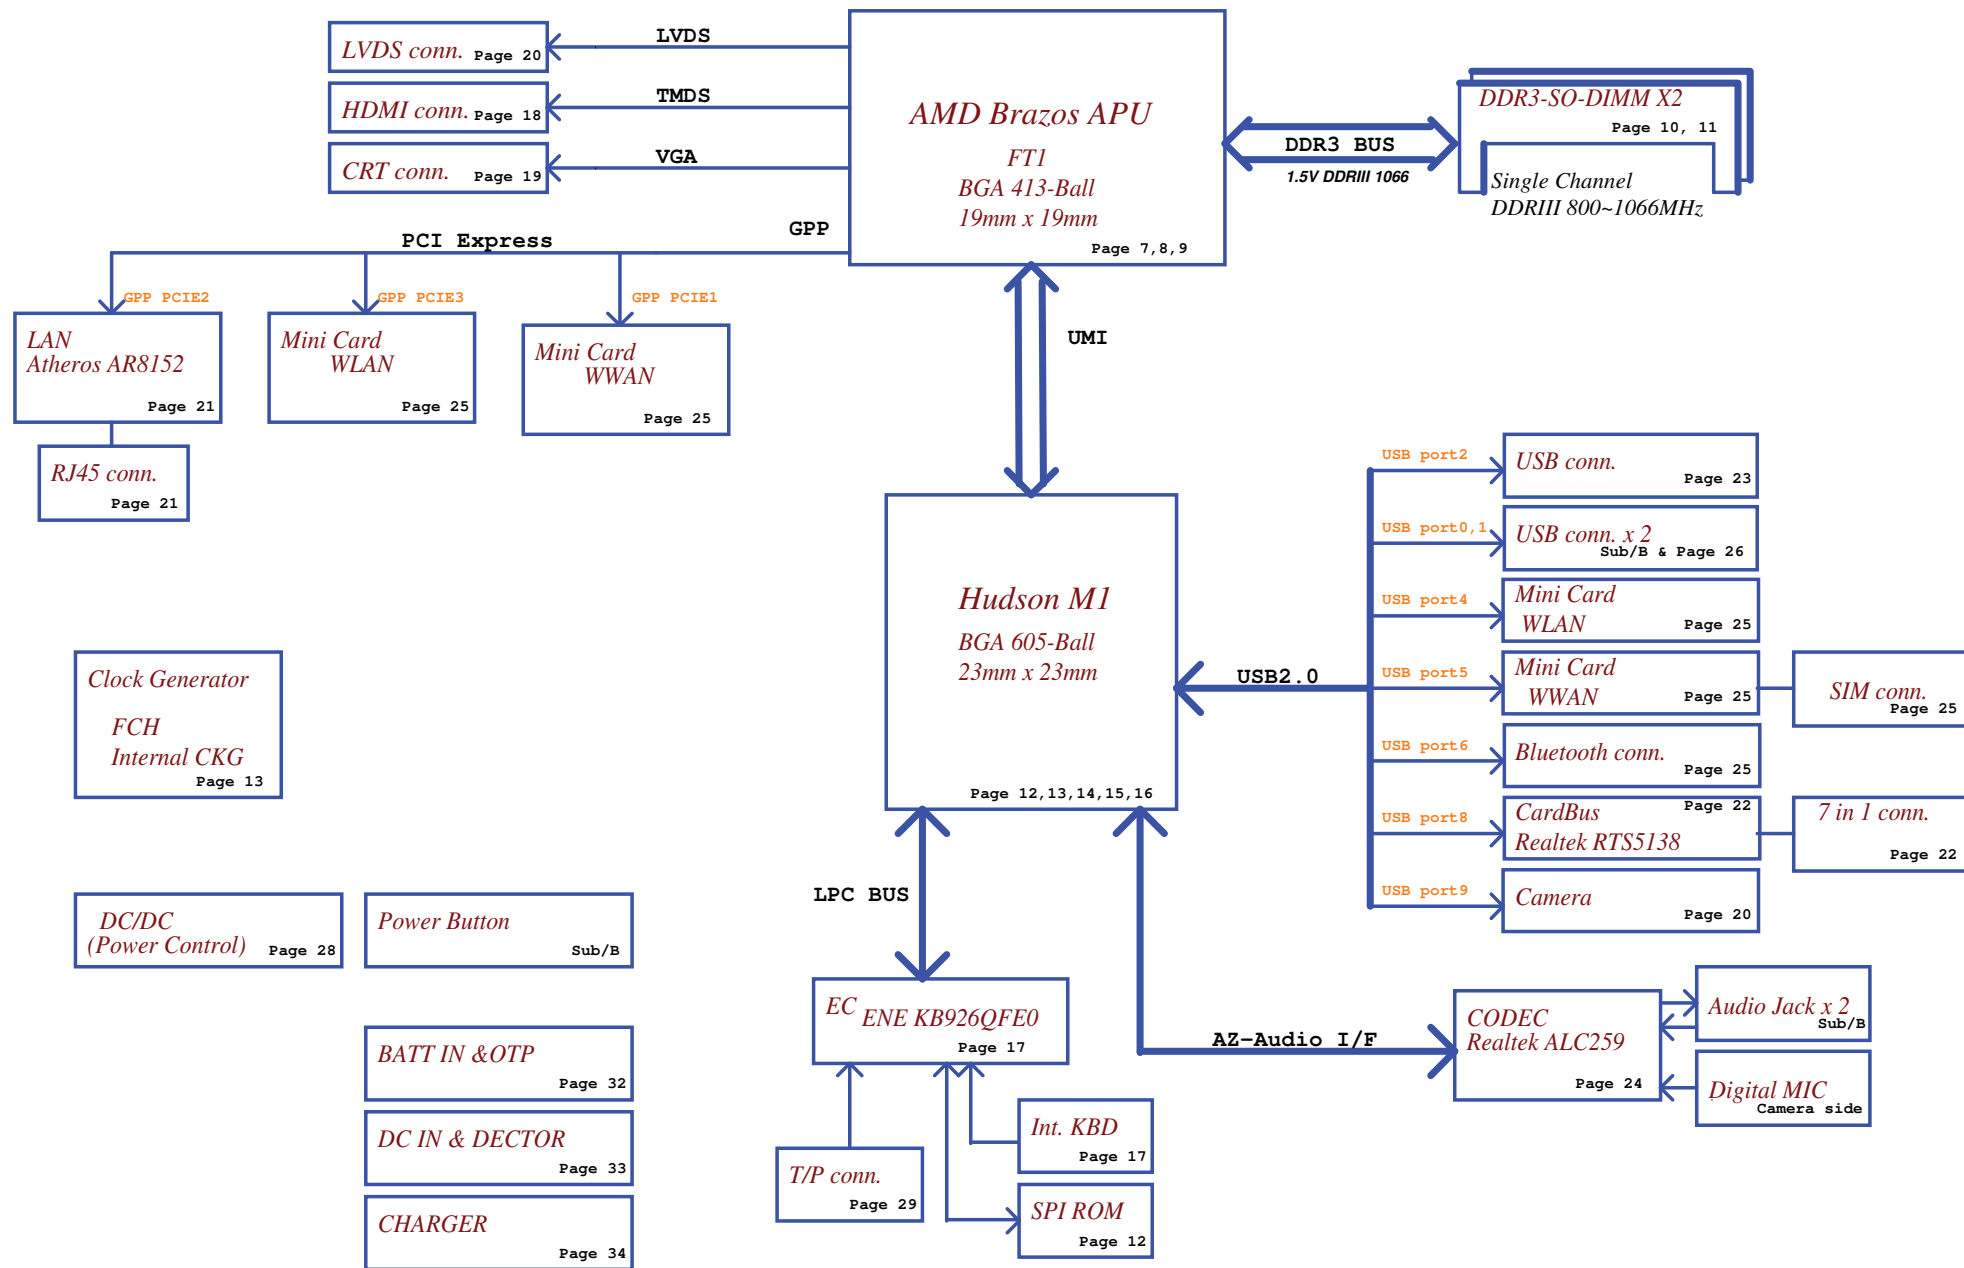 LVDS conn. Page 20
LVDS
HDMI conn. Page 18
TMDS
CRT conn. Page 19
VGA
AMD Brazos APU
FT1
BGA 413-Ball
19mm x 19mm
Page 7,8,9
DDR3 BUS
1.5V DDRIII 1066
DDR3-SO-DIMM X2
Page 10, 11
Single Channel
DDRIII 800~1066MHz
GPP
PCI Express
GPP PCIE2
GPP PCIE3
GPP PCIE1
LAN
Atheros AR8152
Page 21
Mini Card
WLAN
Page 25
Mini Card
WWAN
Page 25
RJ45 conn.
Page 21
UMI
Hudson M1
BGA 605-Ball
23mm x 23mm
Page 12,13,14,15,16
USB2.0
USB port2
USB conn.
Page 23
USB port0,1
USB conn. x 2
Sub/B & Page 26
USB port4
Mini Card
WLAN
Page 25
USB port5
Mini Card
WWAN
Page 25
SIM conn.
Page 25
USB port6
Bluetooth conn.
Page 25
USB port8
Page 22
CardBus
Realtek RTS5138
7 in 1 conn.
Page 22
USB port9
Camera
Page 20
Clock Generator
FCH
Internal CKG
Page 13
DC/DC
(Power Control) Page 28
Power Button
Sub/B
BATT IN &OTP
Page 32
DC IN & DECTOR
Page 33
CHARGER
Page 34
LPC BUS
EC ENE KB926QFE0
Page 17
T/P conn.
Page 29
Int. KBD
Page 17
SPI ROM
Page 12
AZ-Audio I/F
CODEC
Realtek ALC259
Page 24
Audio Jack x 2
Sub/B
Digital MIC
Camera side